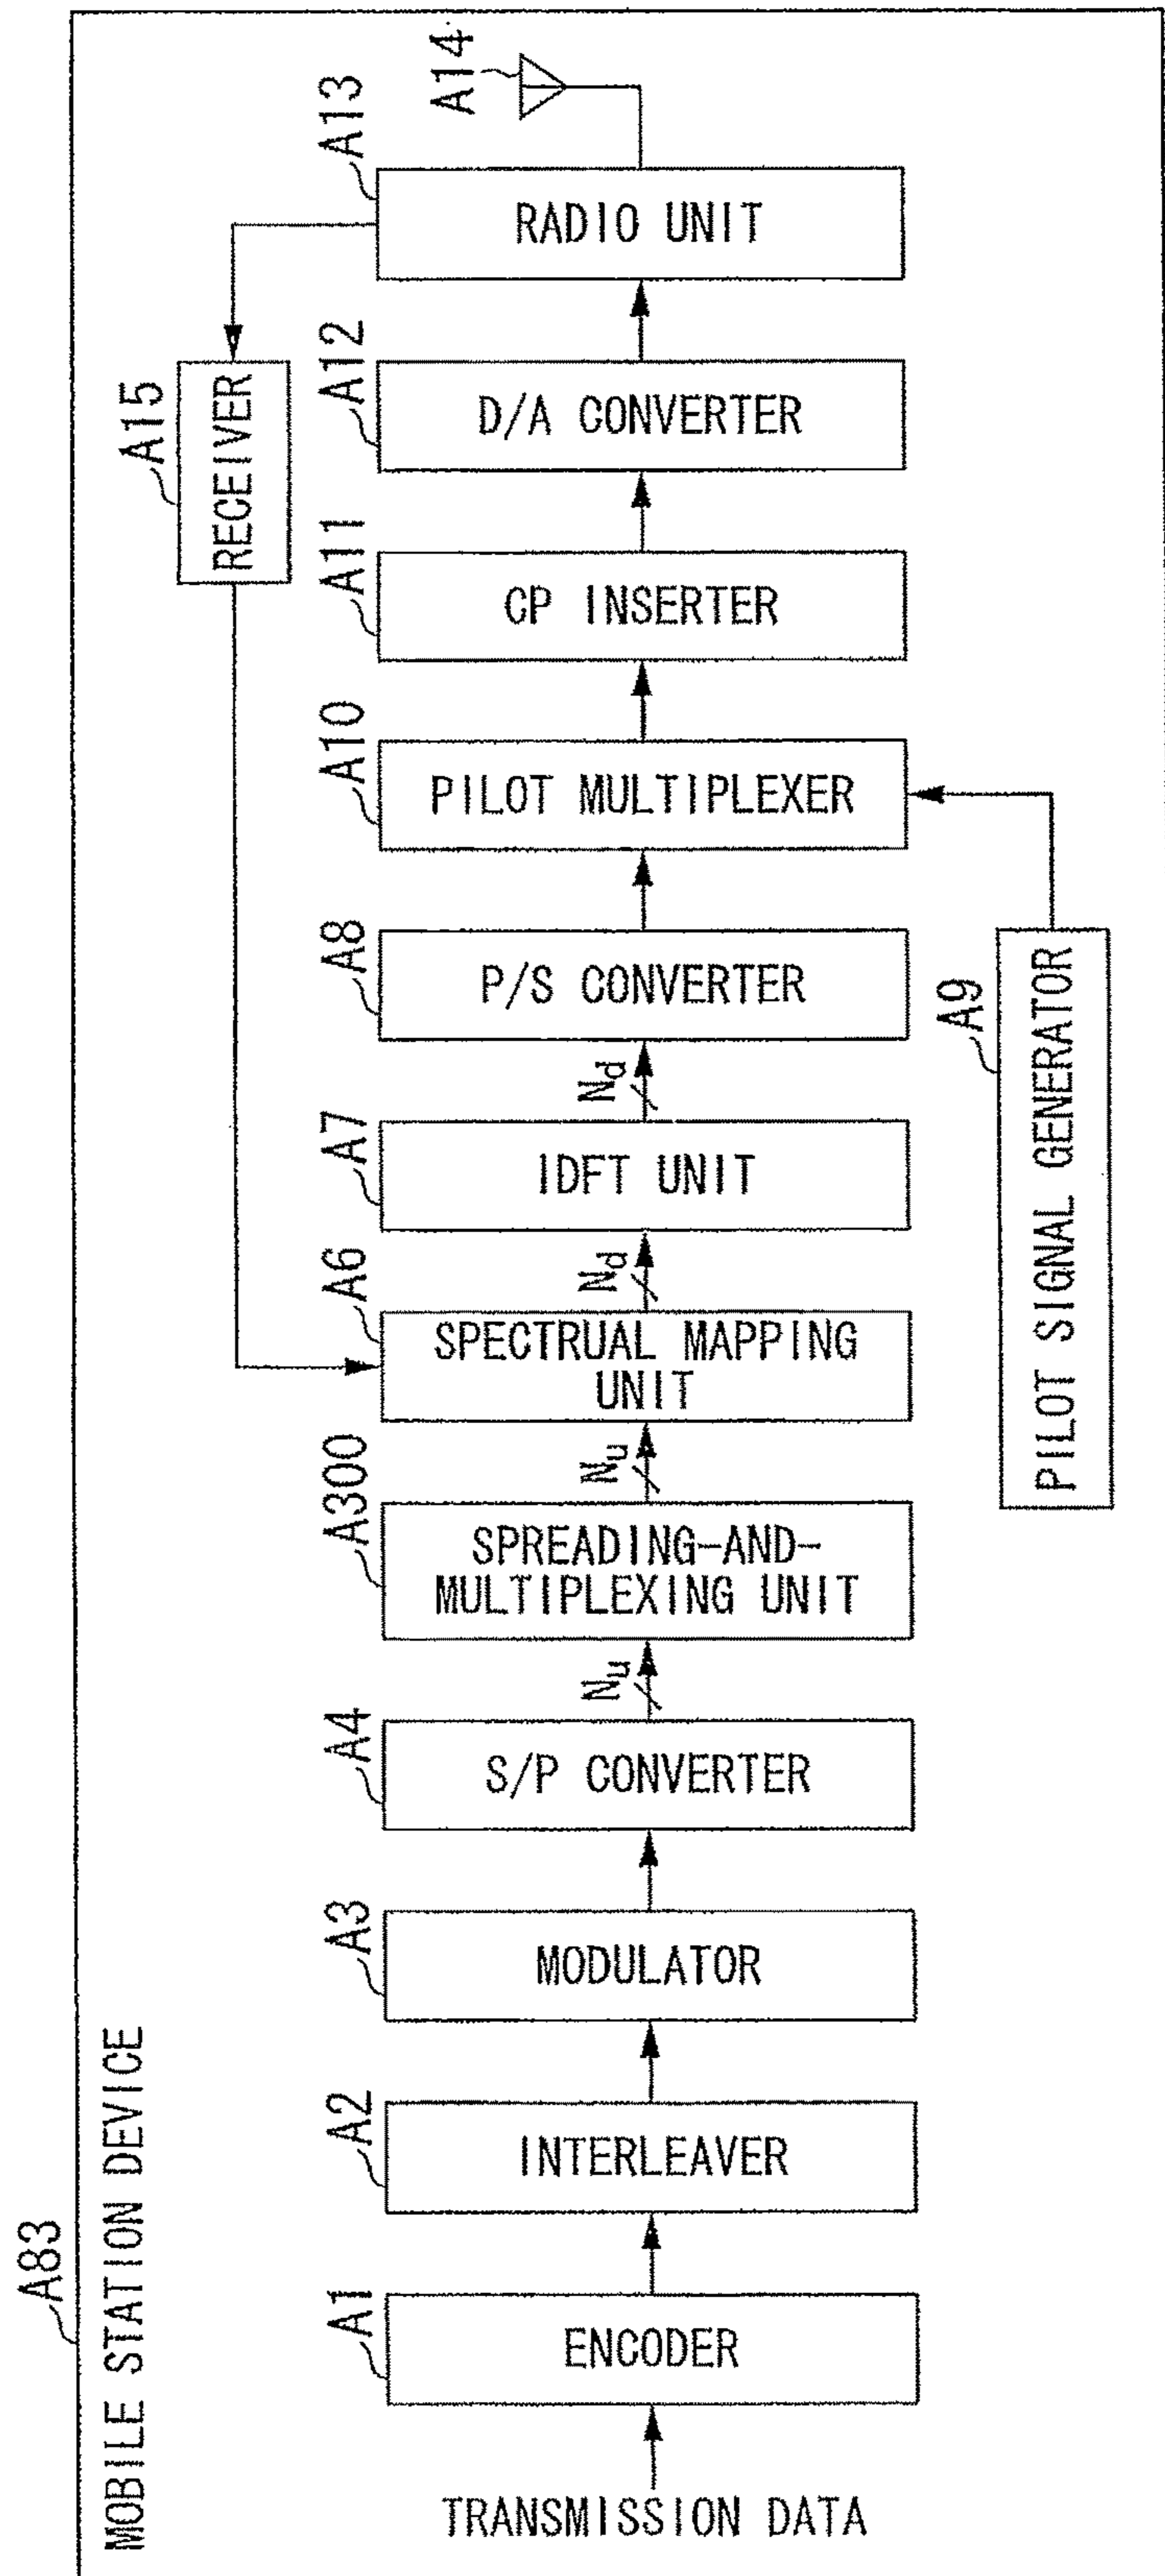 A83
MOBILE STATION DEVICE
TRANSMISSION DATA
A1
ENCODER
A2
INTERLEAVER
A3
MODULATOR
A4
S/P CONVERTER
Nu
A300
SPREADING-AND-
MULTIPLEXING UNIT
Nu
A6
SPECTRUAL MAPPING
UNIT
Nd
A7
IDFT UNIT
Nd
A8
P/S CONVERTER
A9
PILOT SIGNAL GENERATOR
A10
PILOT MULTIPLEXER
A11
CP INSERTER
A12
D/A CONVERTER
A13
RADIO UNIT
A14
A15
RECEIVER